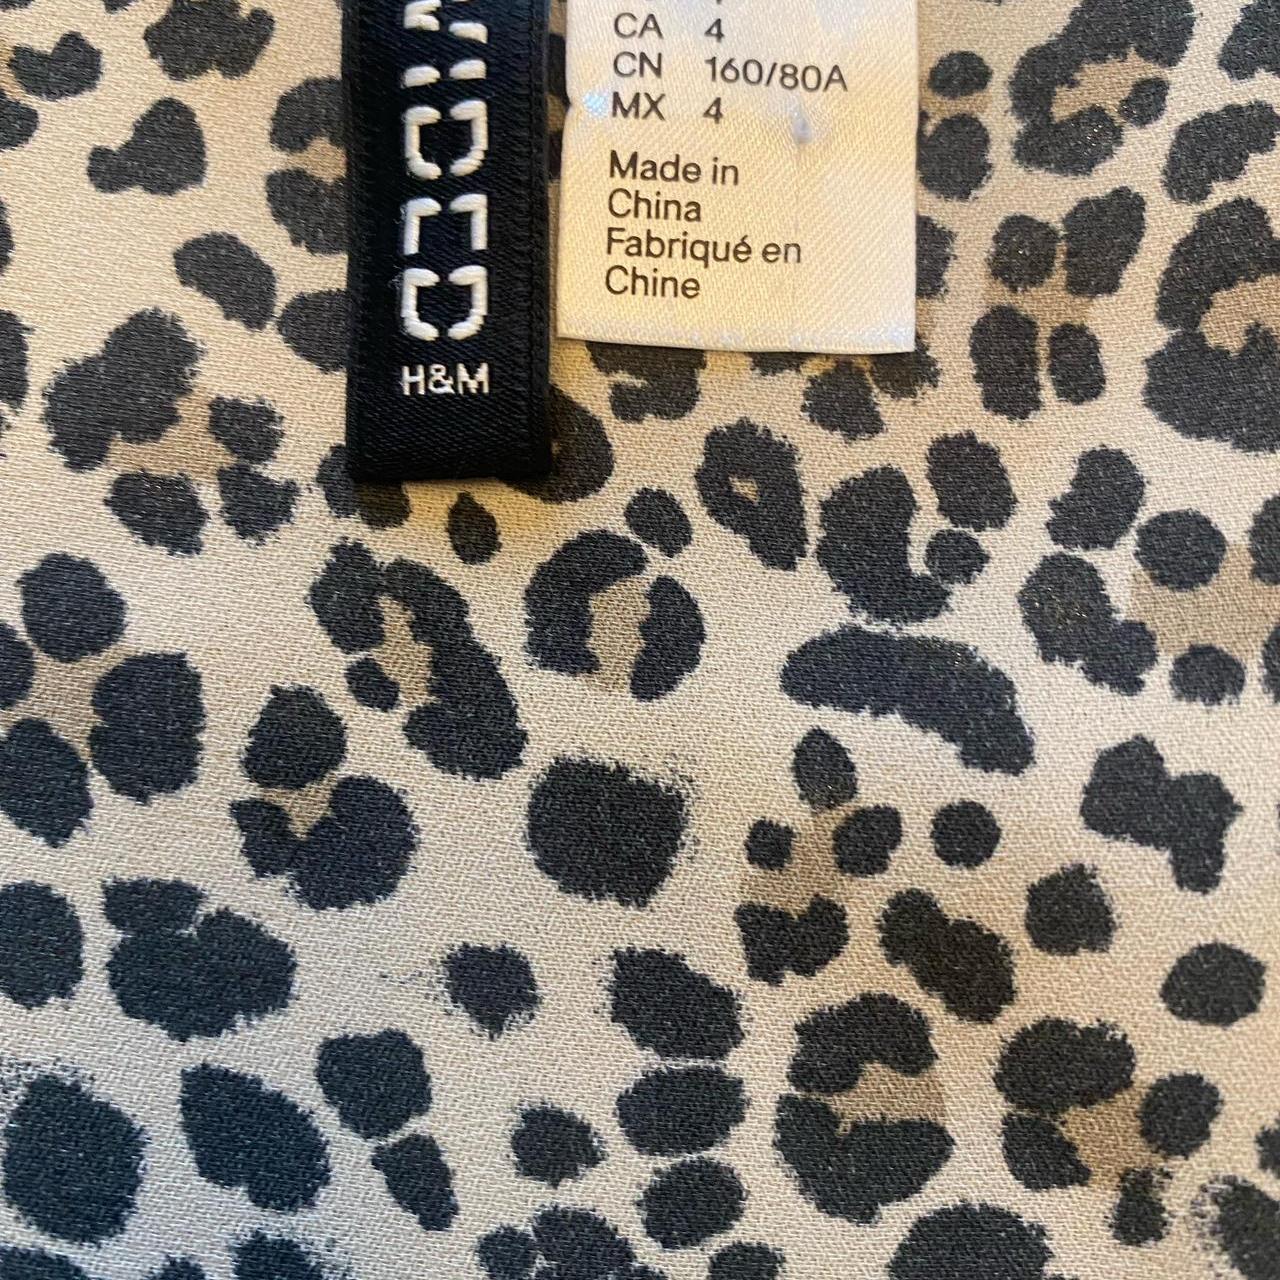 H&M
CA 4
CN 160/80A
MX 4
Made in
China
Fabriqué en
Chine